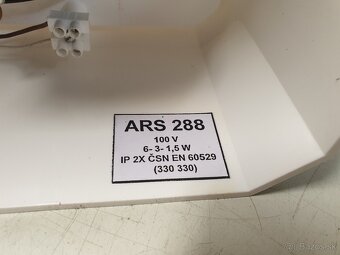 ARS 288
100 V
6- 3- 1,5 W
IP 2X ČSN EN 60529
(330 330)